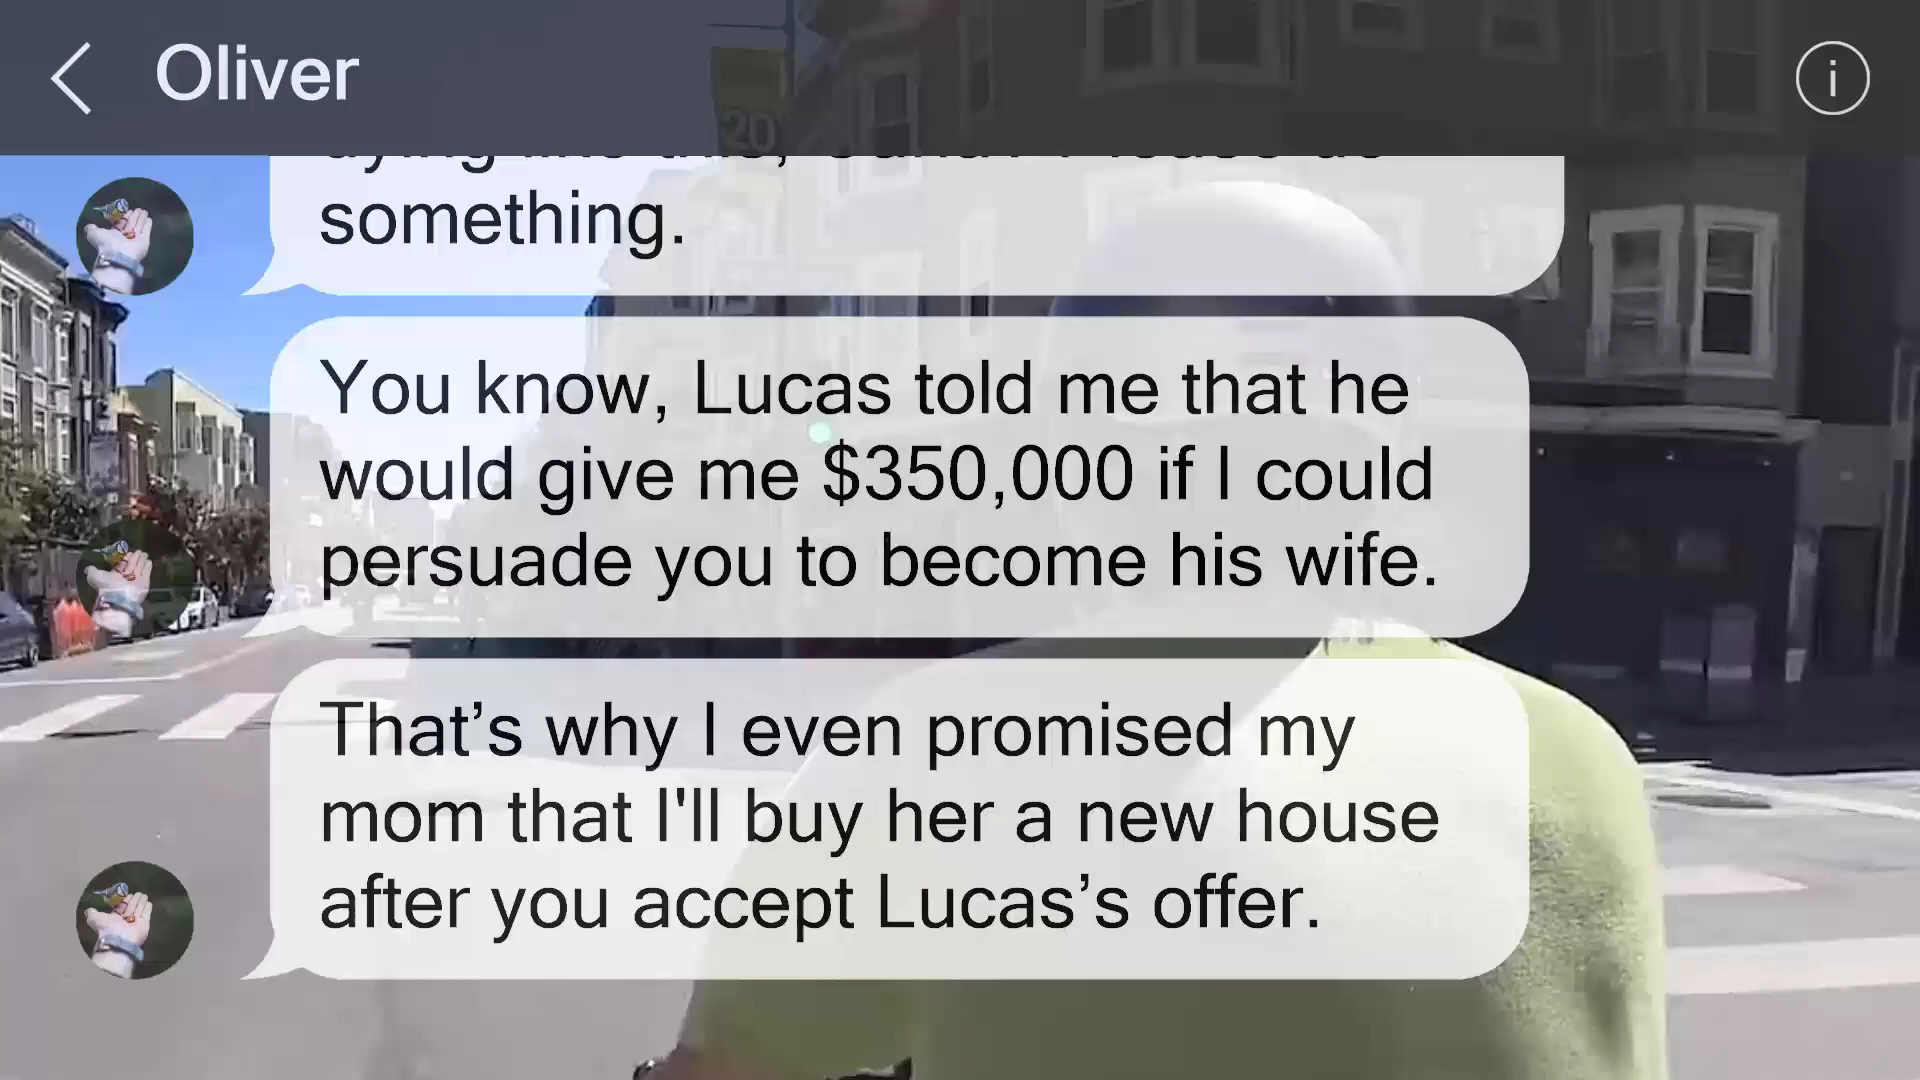 Oliver
20
something.
You know, Lucas told me that he
would give me $350,000 if I could
persuade you to become his wife.
That’s why I even promised my
mom that I'll buy her a new house
after you accept Lucas’s offer.